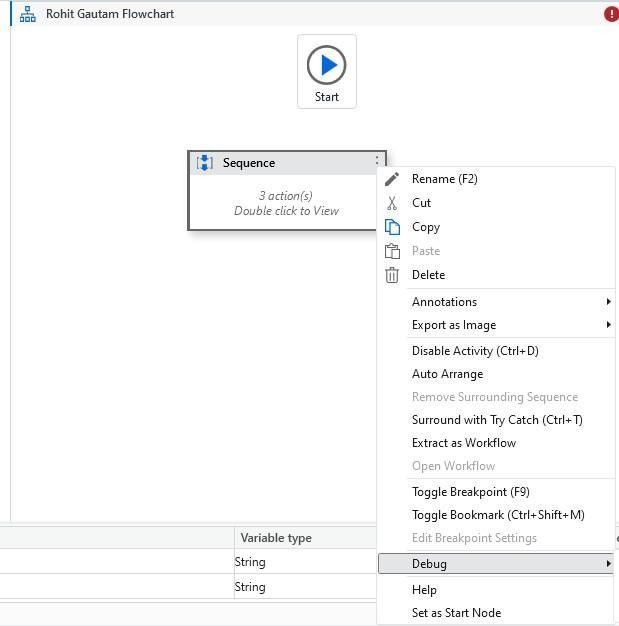 Rohit Gautam Flowchart
Start
Sequence
3 action(s)
Double click to View
Rename (F2)
Cut
Copy
Paste
Delete
Annotations
Export as Image
Disable Activity (Ctrl+D)
Auto Arrange
Remove Surrounding Sequence
Surround with Try Catch (Ctrl+T)
Extract as Workflow
Open Workflow
Toggle Breakpoint (F9)
Toggle Bookmark (Ctrl+Shift+M)
Edit Breakpoint Settings
Debug
Help
Set as Start Node
Variable type
String
String